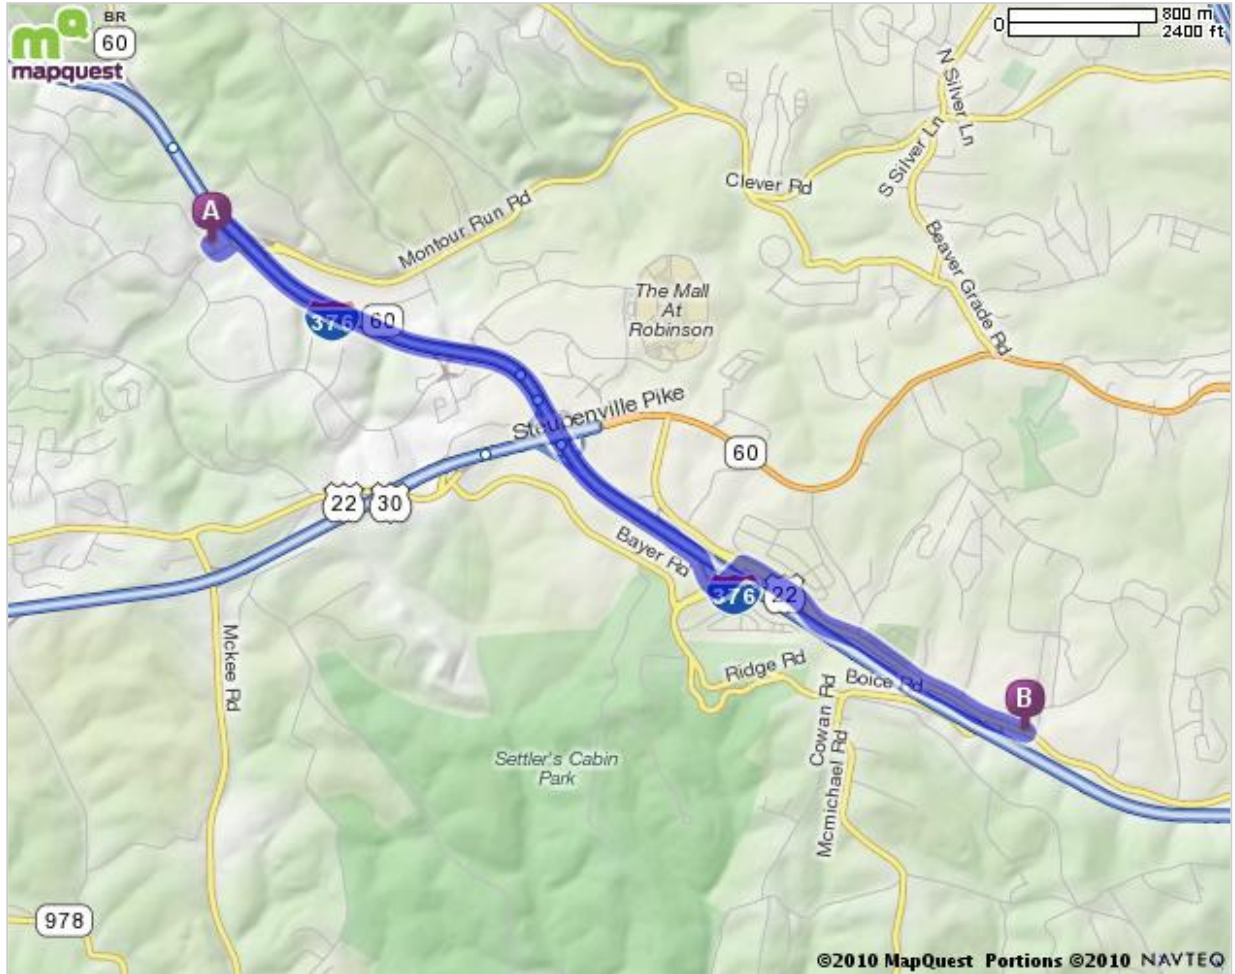 BR
60
mapquest
0
800 m
2400 ft
N Silver Ln
S Silver Ln
Clever Rd
A
Montour Run Rd
Beaver Grade Rd
The Mall
At
Robinson
376
60
Steubenville Pike
60
22
30
Bayer Rd
376
22
Mckee Rd
Ridge Rd
Boice Rd
B
Cowan Rd
Mcmichael Rd
Settler's Cabin
Park
978
©2010 MapQuest Portions ©2010 NAVTEQ